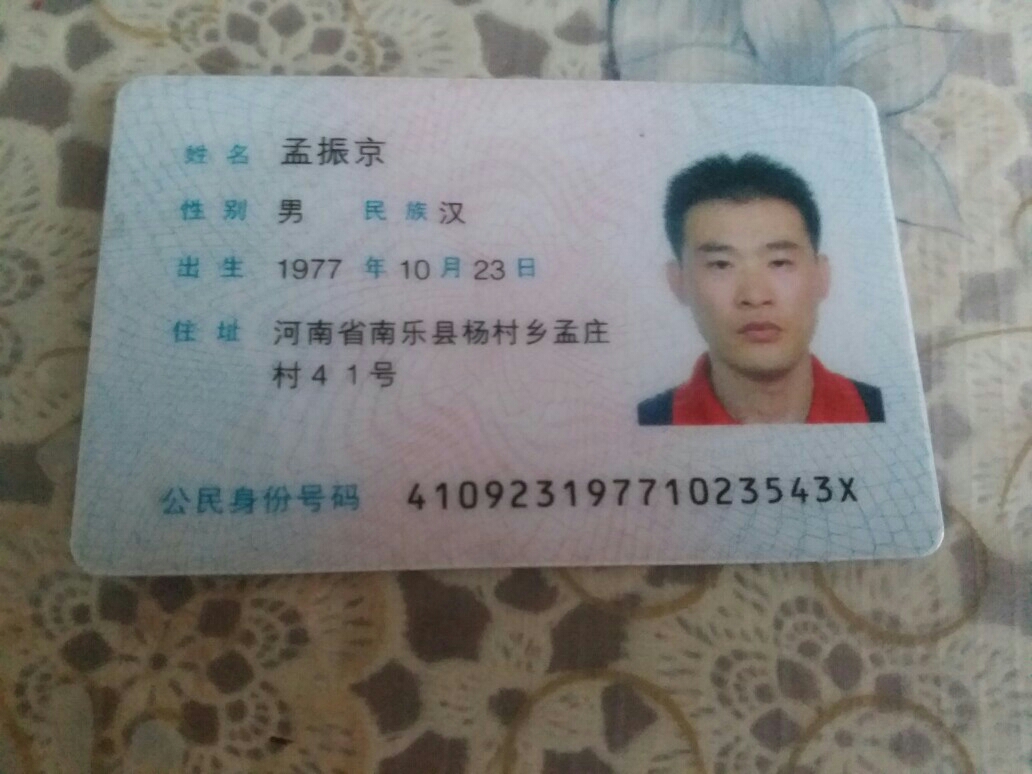 姓名 孟振京
性别 男 民族 汉
出生 1977 年 10 月 23 日
住址 河南省南乐县杨村乡孟庄
村41号
公民身份号码 41092319771023543X